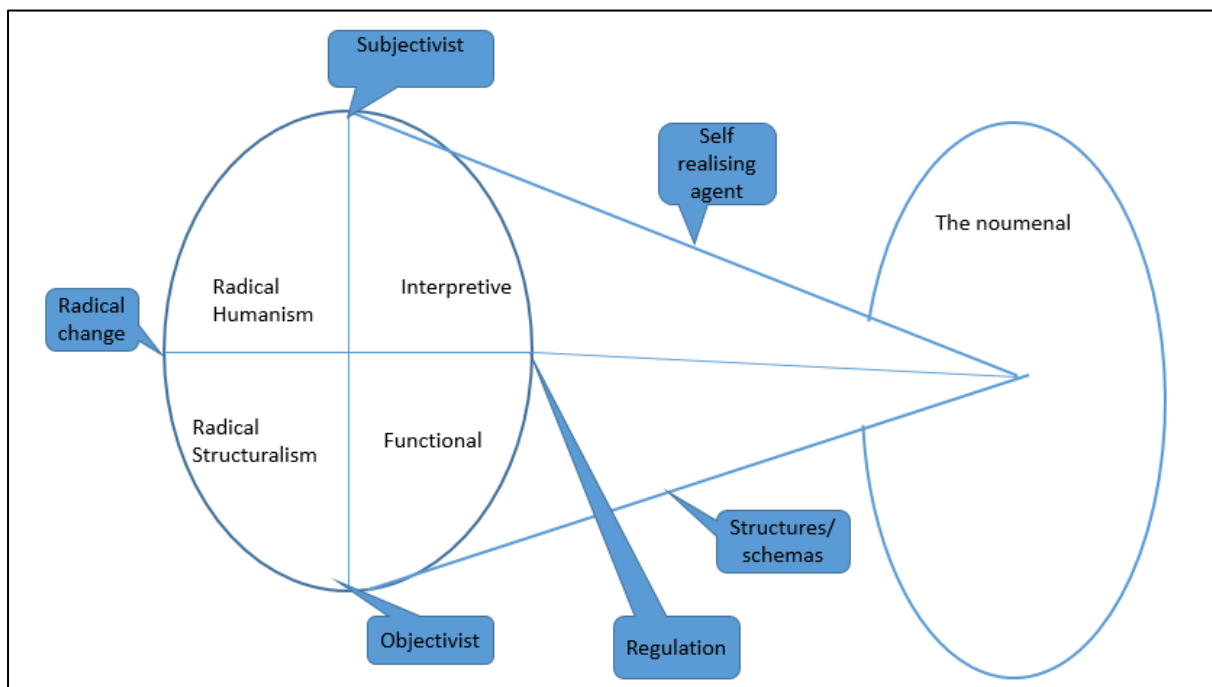 Subjectivist
Self
realising
agent
The noumenal
Radical
Humanism
Interpretive
Radical
change
Radical
Structuralism
Functional
Structures/
schemas
Objectivist
Regulation